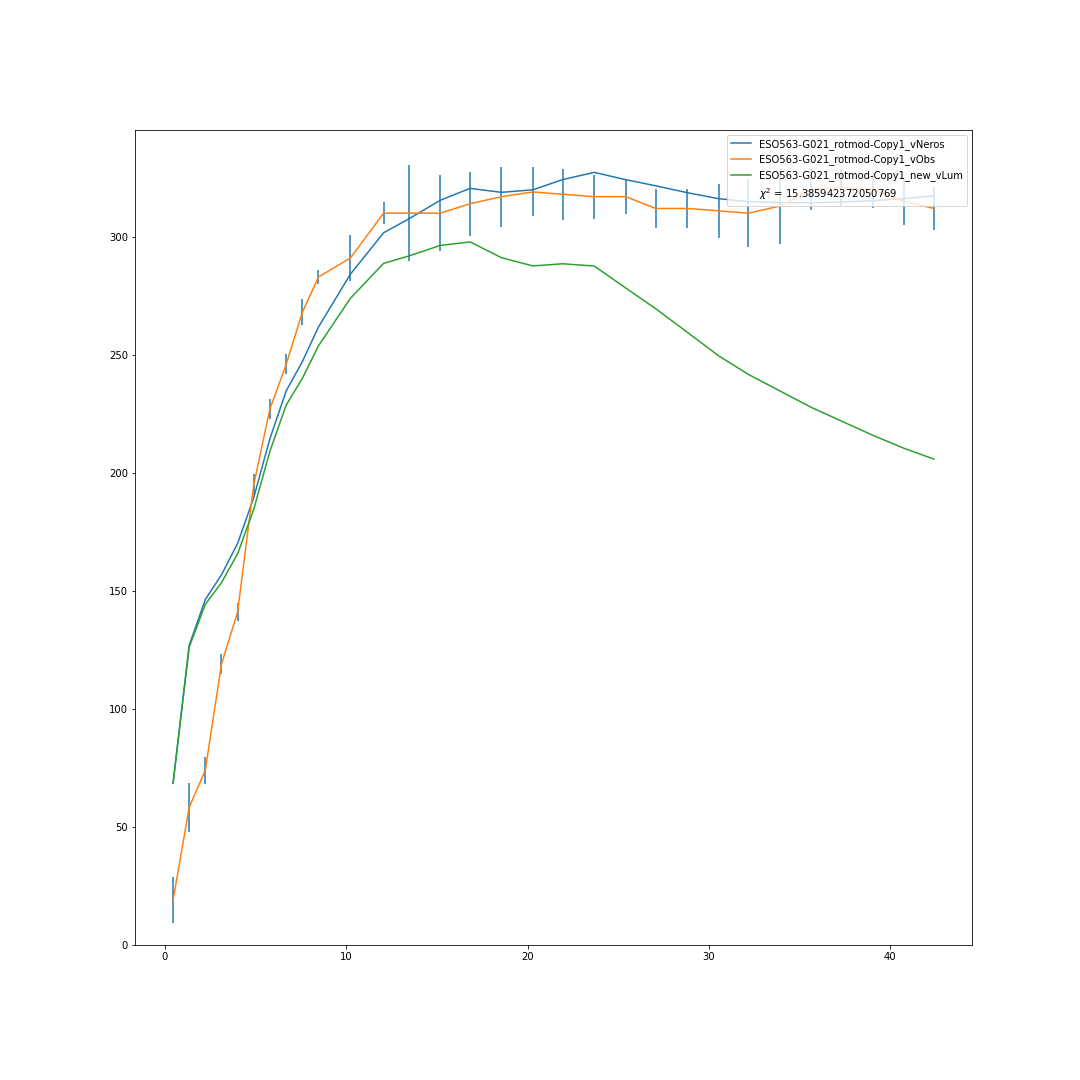 ESO563-G021_rotmod-Copy1_vNeros
ESO563-G021_rotmod-Copy1_vObs
ESO563-G021_rotmod-Copy1_new_vLum
χ² = 15.385942372050769
300
250
200
150
100
50
0
0 10 20 30 40